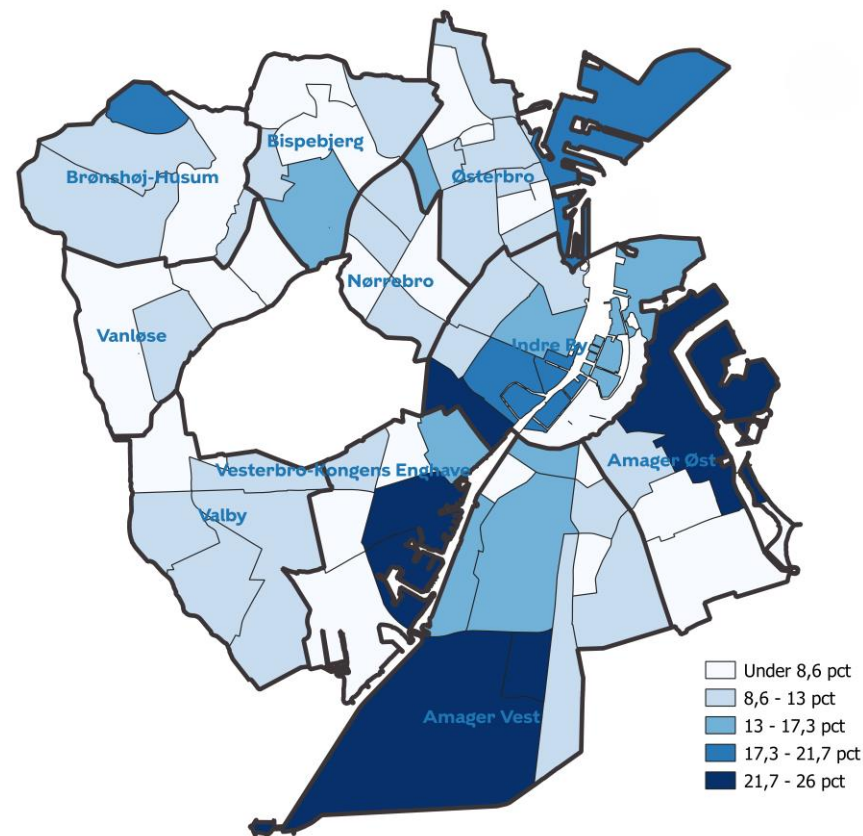 Bispebjerg
Brønshøj-Husum
Østerbro
Nørrebro
Vanløse
Indre By
Vesterbro-Kongens Enghave
Amager Øst
Valby
Amager Vest
Under 8,6 pct
8,6 - 13 pct
13 - 17,3 pct
17,3 - 21,7 pct
21,7 - 26 pct